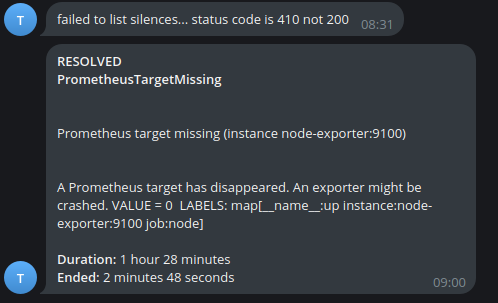 T
failed to list silences... status code is 410 not 200 08:31
RESOLVED
PrometheusTargetMissing
Prometheus target missing (instance node-exporter:9100)
A Prometheus target has disappeared. An exporter might be
crashed. VALUE = 0 LABELS: map[__name__:up instance:node-
exporter:9100 job:node]
Duration: 1 hour 28 minutes
Ended: 2 minutes 48 seconds
T
09:00